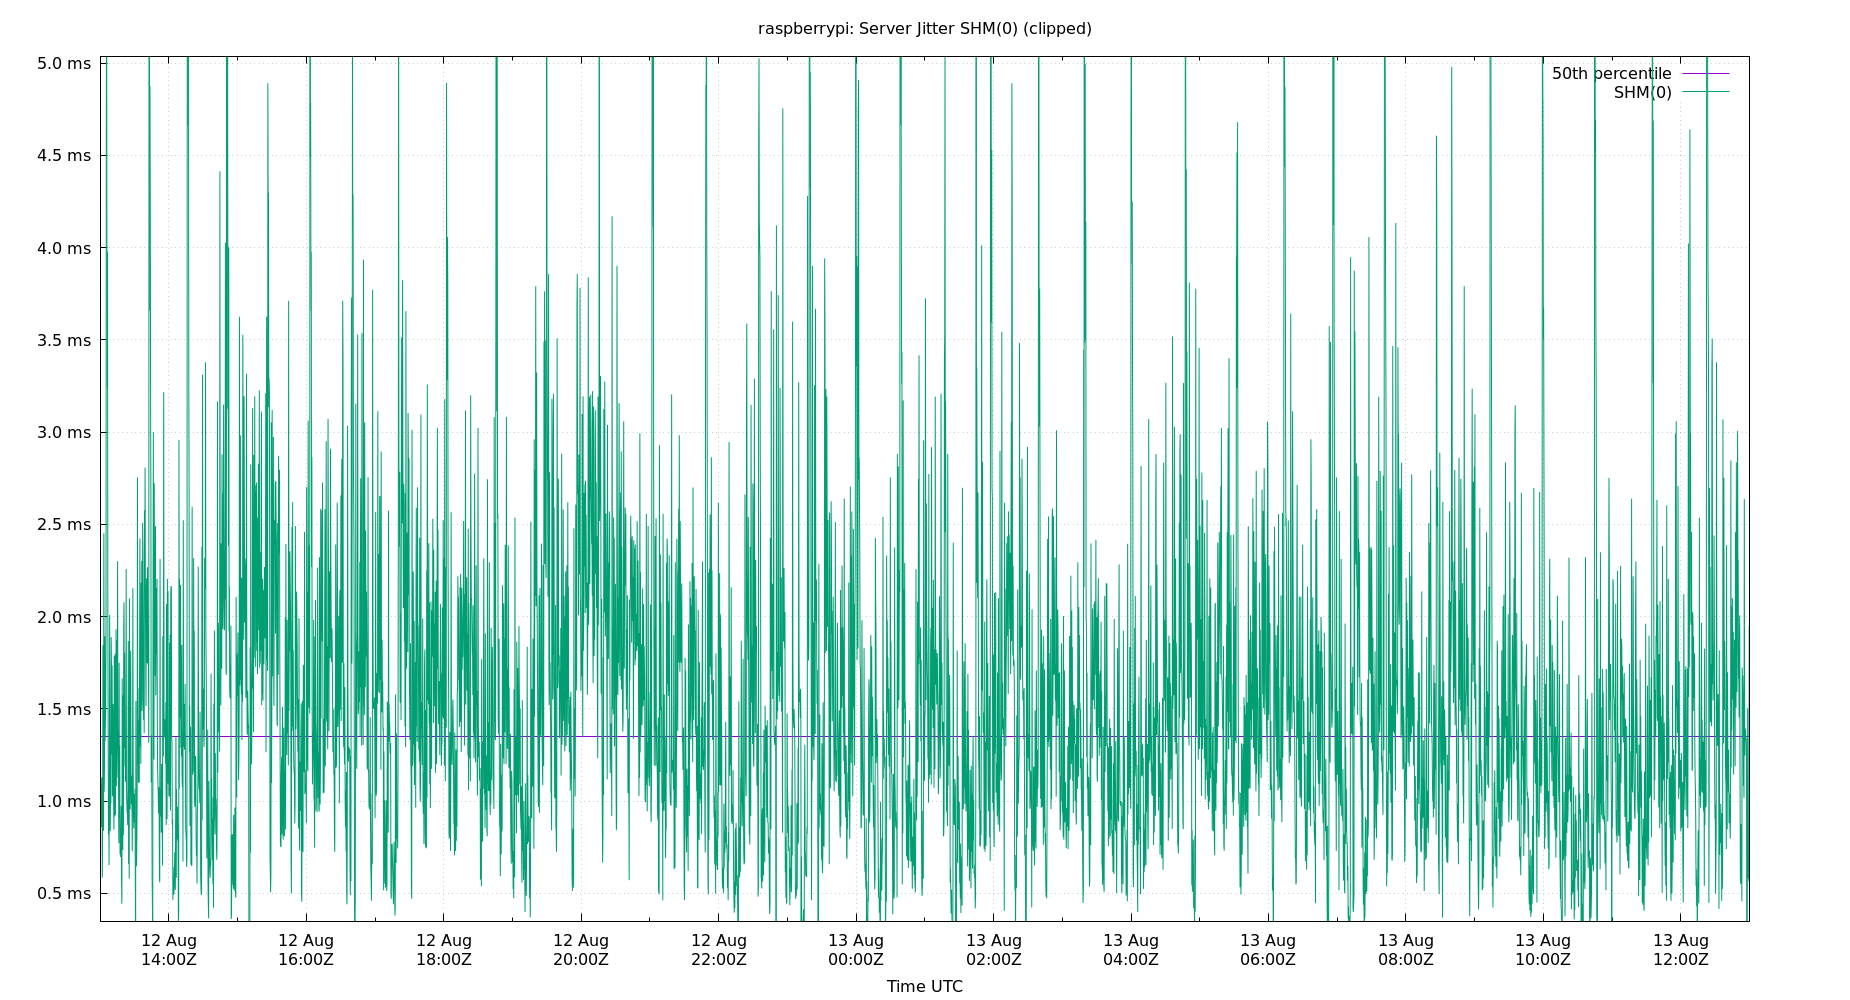 raspberrypi: Server Jitter SHM(0) (clipped)
5.0 ms
4.5 ms
4.0 ms
3.5 ms
3.0 ms
2.5 ms
2.0 ms
1.5 ms
1.0 ms
0.5 ms
50th percentile
SHM(0)
12 Aug 12 Aug 12 Aug 12 Aug 12 Aug 13 Aug 13 Aug 13 Aug 13 Aug 13 Aug 13 Aug 13 Aug
14:00Z 16:00Z 18:00Z 20:00Z 22:00Z 00:00Z 02:00Z 04:00Z 06:00Z 08:00Z 10:00Z 12:00Z
Time UTC